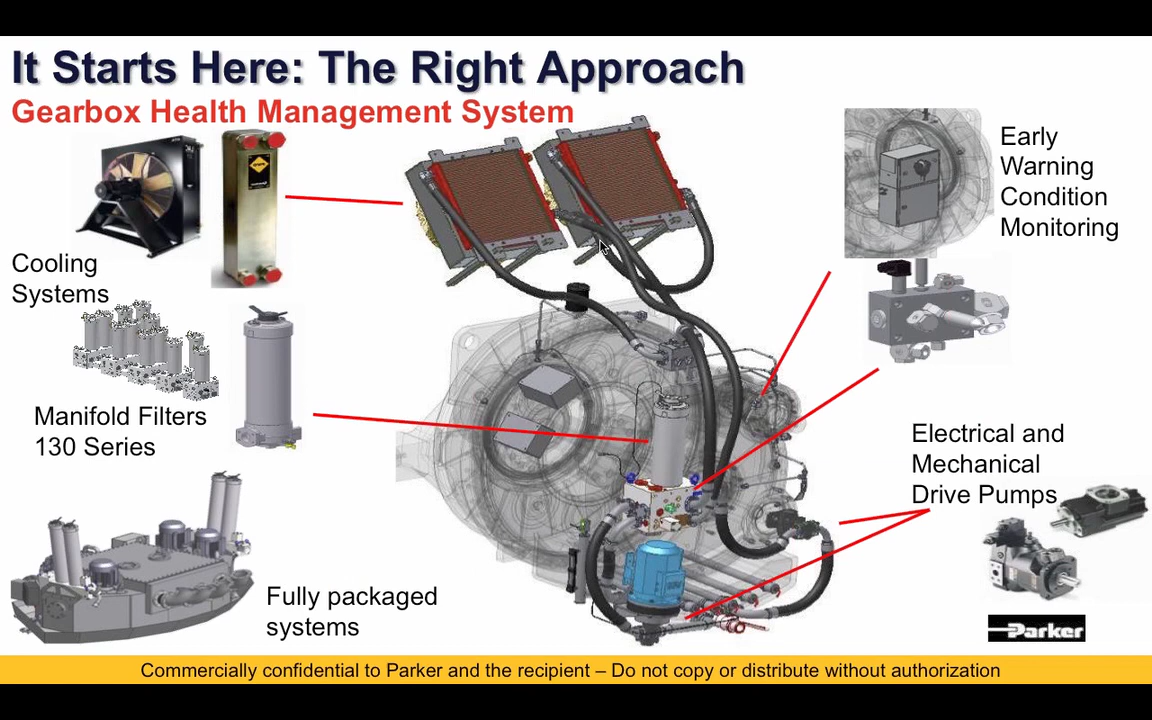 It Starts Here: The Right Approach
Gearbox Health Management System
Early
Warning
Condition
Monitoring
Cooling
Systems
Manifold Filters
130 Series
Electrical and
Mechanical
Drive Pumps
Fully packaged
systems
Parker
Commercially confidential to Parker and the recipient – Do not copy or distribute without authorization